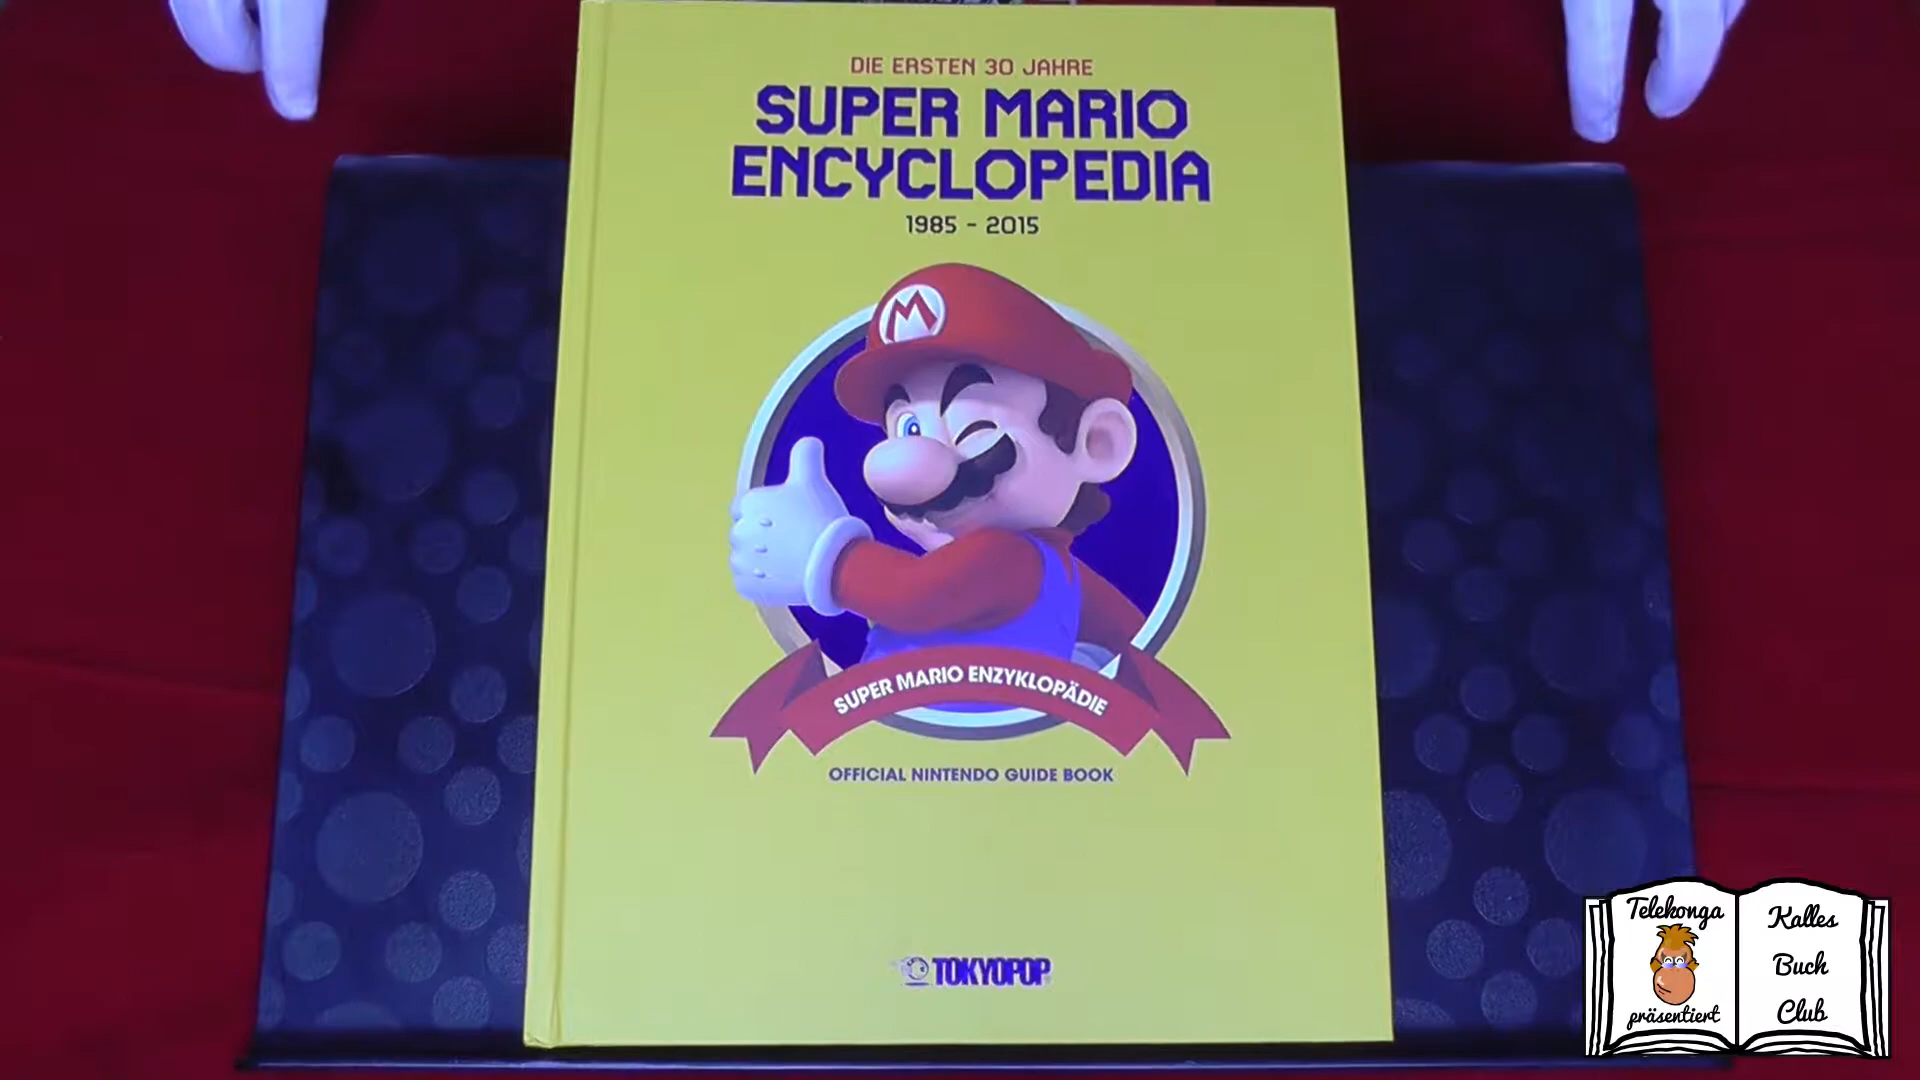 DIE ERSTEN 30 JAHRE
SUPER MARIO
ENCYCLOPEDIA
1985 - 2015
M
SUPER MARIO ENZYKLOPÄDIE
OFFICIAL NINTENDO GUIDE BOOK
TOKYOPOP
Telekonga
präsentiert
Kalles
Buch
Club